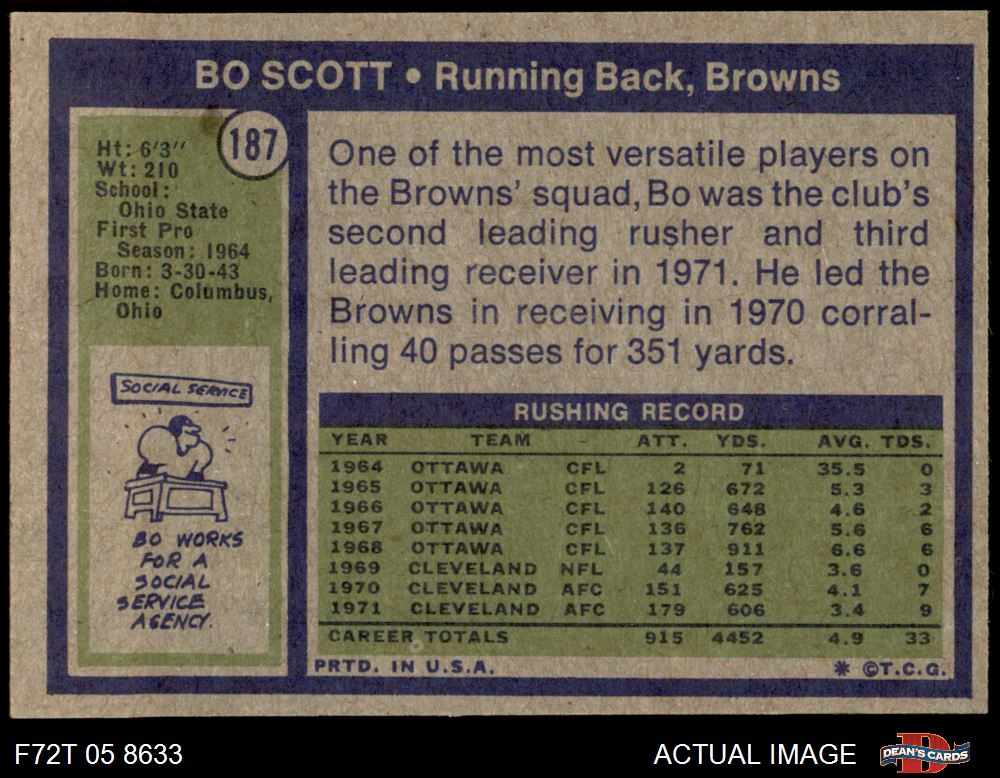 BO SCOTT • Running Back, Browns
187
Ht: 6'3''
Wt: 210
School:
Ohio State
First Pro
Season: 1964
Born: 3-30-43
Home: Columbus,
Ohio
SOCIAL SERVICE
BO WORKS
FOR A
SOCIAL
SERVICE
AGENCY.
One of the most versatile players on
the Browns' squad, Bo was the club's
second leading rusher and third
leading receiver in 1971. He led the
Browns in receiving in 1970 corral-
ling 40 passes for 351 yards.
RUSHING RECORD
YEAR TEAM ATT. YDS. AVG. TDS.
1964 OTTAWA CFL 2 71 35.5 0
1965 OTTAWA CFL 126 672 5.3 3
1966 OTTAWA CFL 140 648 4.6 2
1967 OTTAWA CFL 136 762 5.6 6
1968 OTTAWA CFL 137 911 6.6 6
1969 CLEVELAND NFL 44 157 3.6 0
1970 CLEVELAND AFC 151 625 4.1 7
1971 CLEVELAND AFC 179 606 3.4 9
CAREER TOTALS 915 4452 4.9 33
PRTD. IN U.S.A. * ©T.C.G.
F72T 05 8633 ACTUAL IMAGE
D
DEAN'S CARDS